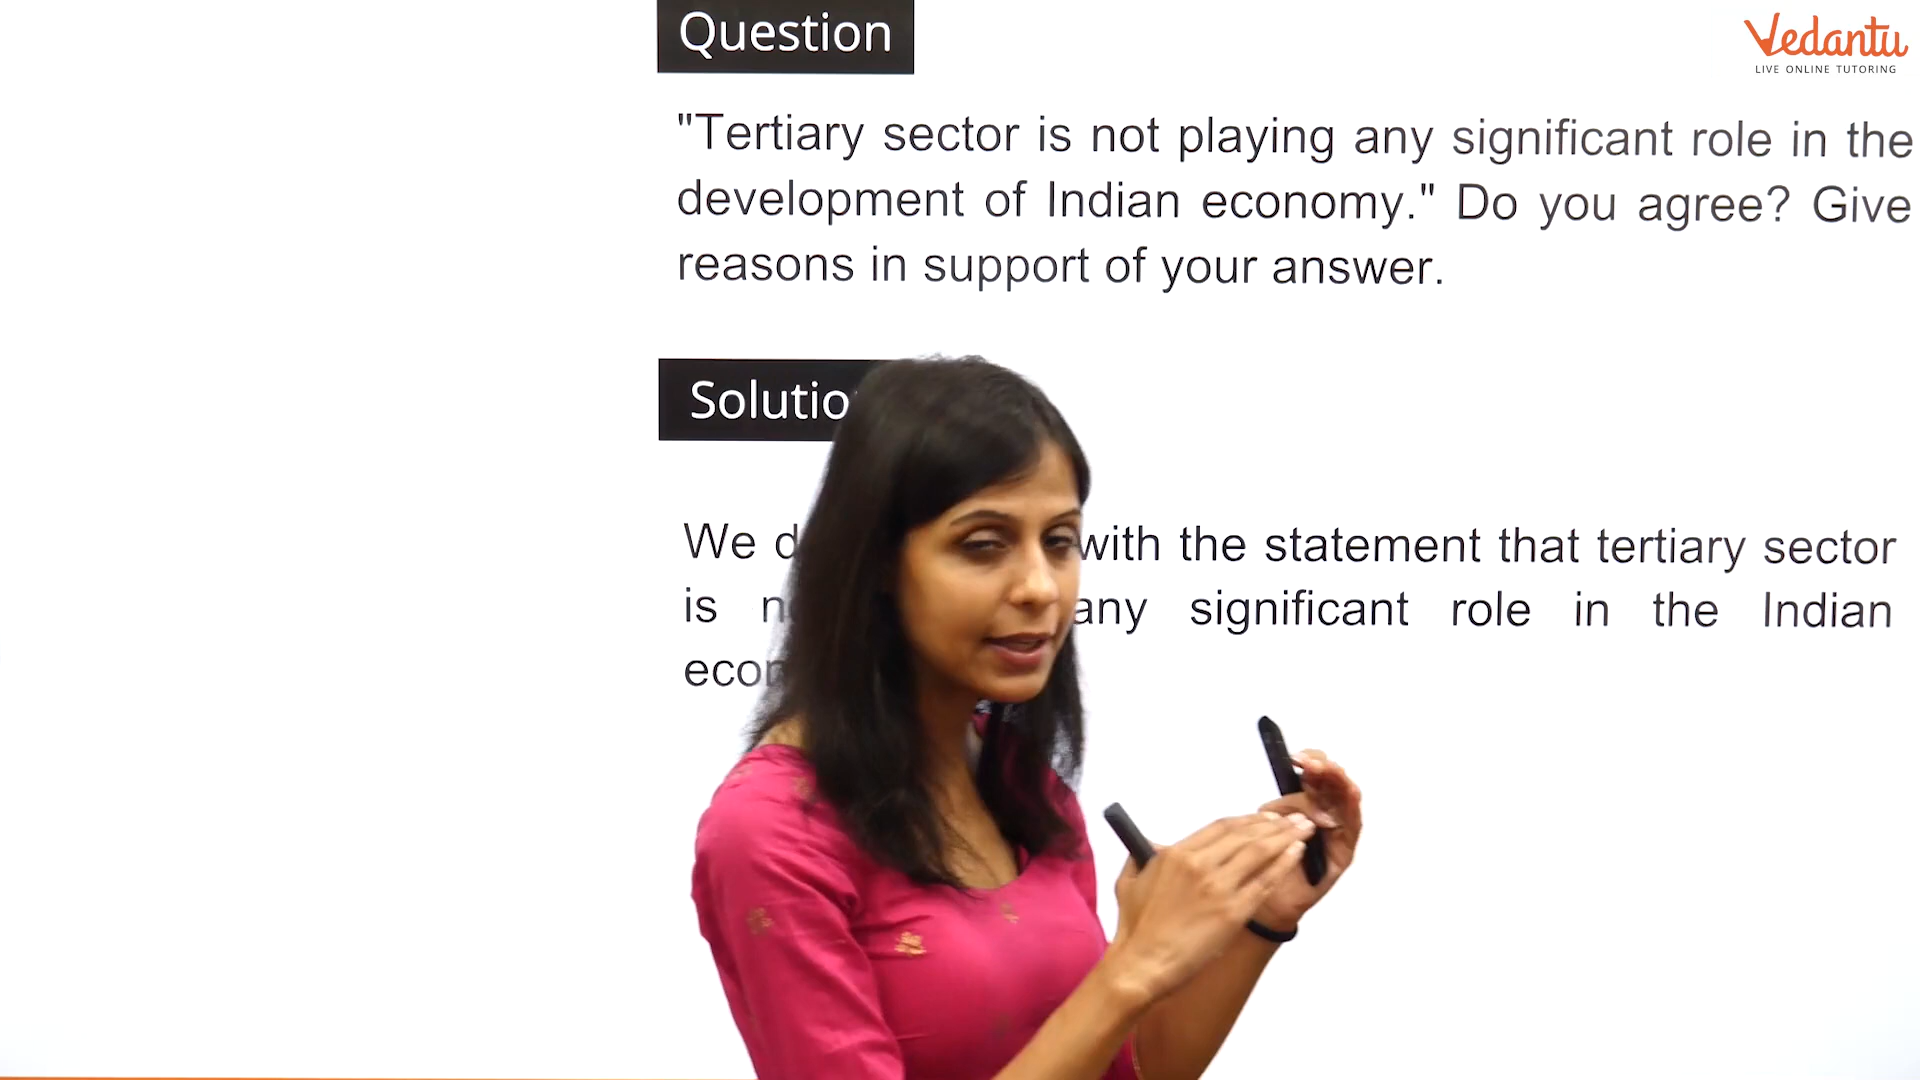 Question
Vedantu
LIVE ONLINE TUTORING
"Tertiary sector is not playing any significant role in the
development of Indian economy." Do you agree? Give
reasons in support of your answer.
We with the statement that tertiary sector
is any significant role in the Indian